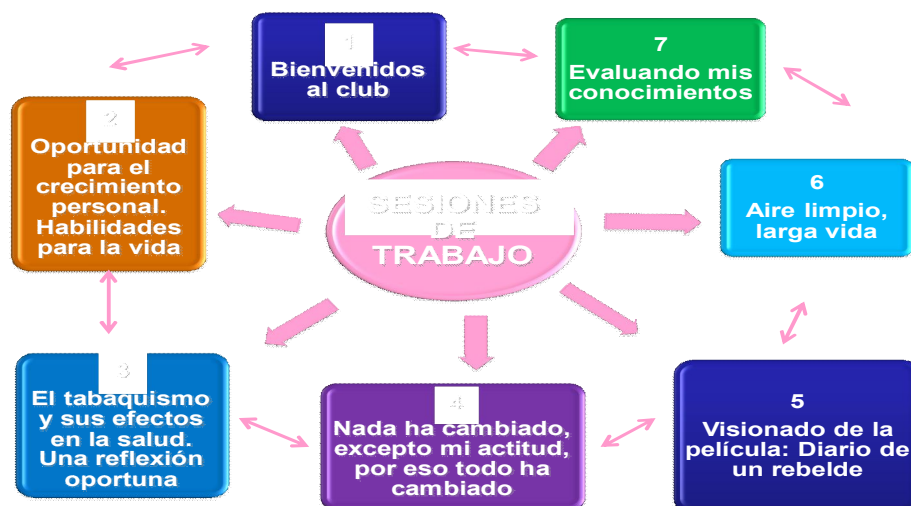 SESIONES
DE
TRABAJO
1
Bienvenidos
al club
2
Oportunidad
para el
crecimiento
personal.
Habilidades
para la vida
3
El tabaquismo
y sus efectos
en la salud.
Una reflexión
oportuna
4
Nada ha cambiado,
excepto mi actitud,
por eso todo ha
cambiado
5
Visionado de la
película: Diario de
un rebelde
6
Aire limpio,
larga vida
7
Evaluando mis
conocimientos